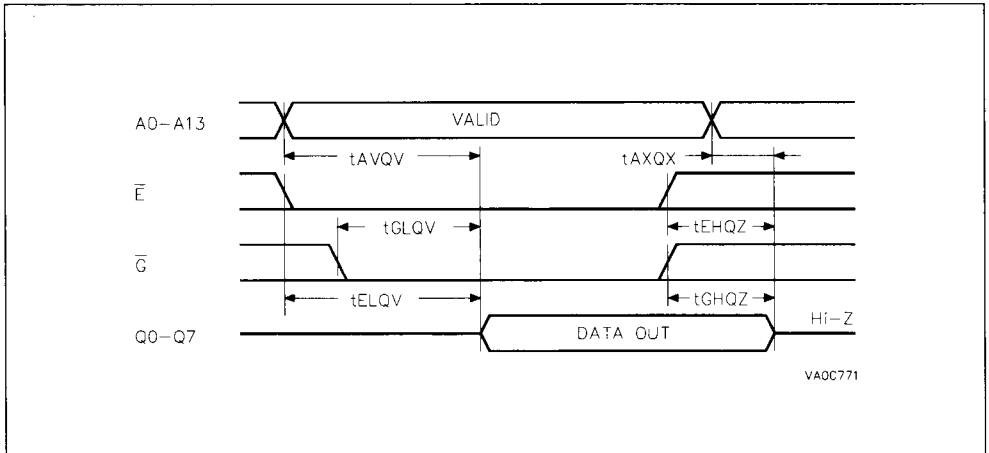 A0-A13
VALID
tAVQV
tAXQX
E̅
tGLQV
tEHQZ
G̅
tELQV
tGHQZ
Q0-Q7
DATA OUT
Hi-Z
VA00771